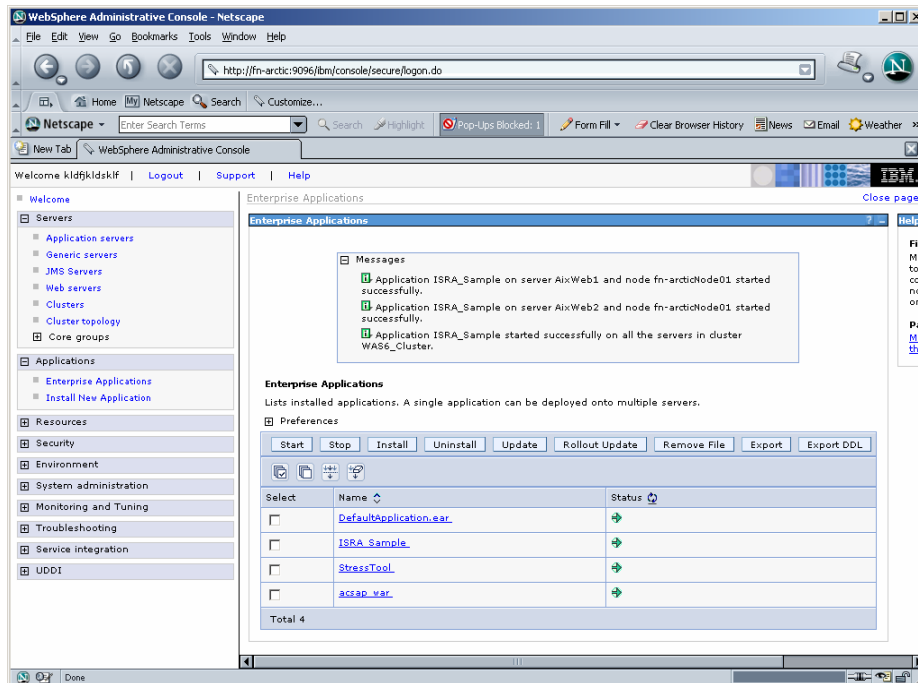 WebSphere Administrative Console - Netscape
File Edit View Go Bookmarks Tools Window Help
http://fn-arctic:9096/ibm/console/secure/logon.do
Home My Netscape Search Customize...
Netscape Enter Search Terms Search Highlight Pop-Ups Blocked: 1 Form Fill Clear Browser History News Email Weather
New Tab WebSphere Administrative Console
Welcome kldfjkldsklf | Logout | Support | Help IBM.
Welcome
Servers
Application servers
Generic servers
JMS Servers
Web servers
Clusters
Cluster topology
Core groups
Applications
Enterprise Applications
Install New Application
Resources
Security
Environment
System administration
Monitoring and Tuning
Troubleshooting
Service integration
UDDI
Enterprise Applications Close page
Enterprise Applications ? Help
Messages
Application ISRA_Sample on server AixWeb1 and node fn-arcticNode01 started
successfully.
Application ISRA_Sample on server AixWeb2 and node fn-arcticNode01 started
successfully.
Application ISRA_Sample started successfully on all the servers in cluster
WAS6_Cluster.
Enterprise Applications
Lists installed applications. A single application can be deployed onto multiple servers.
Preferences
Start Stop Install Uninstall Update Rollout Update Remove File Export Export DDL
Select Name Status
DefaultApplication.ear
ISRA_Sample
StressTool
acsap_war
Total 4
Done